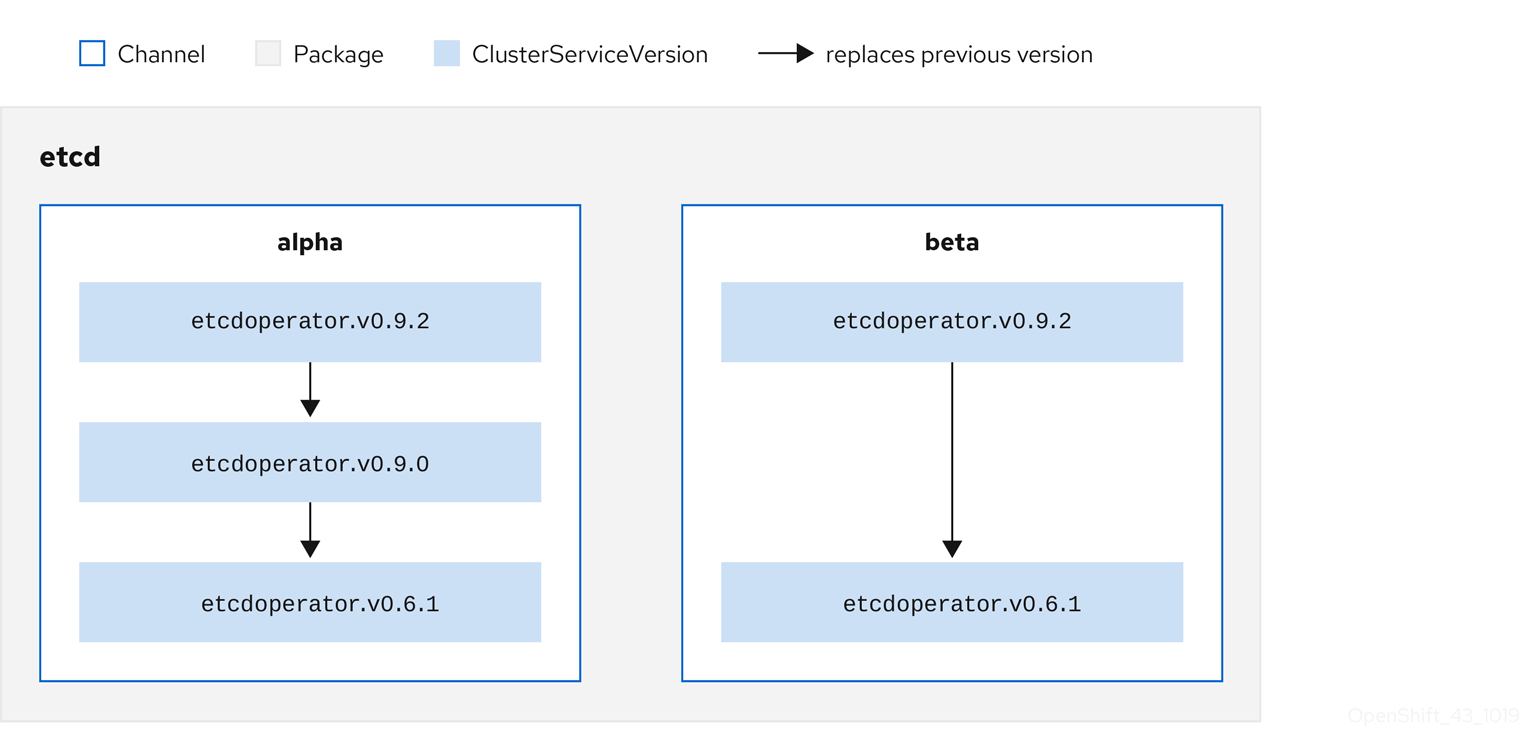 Channel Package ClusterServiceVersion replaces previous version
etcd
alpha
etcdoperator.v0.9.2
etcdoperator.v0.9.0
etcdoperator.v0.6.1
beta
etcdoperator.v0.9.2
etcdoperator.v0.6.1
OpenShift_43_1019